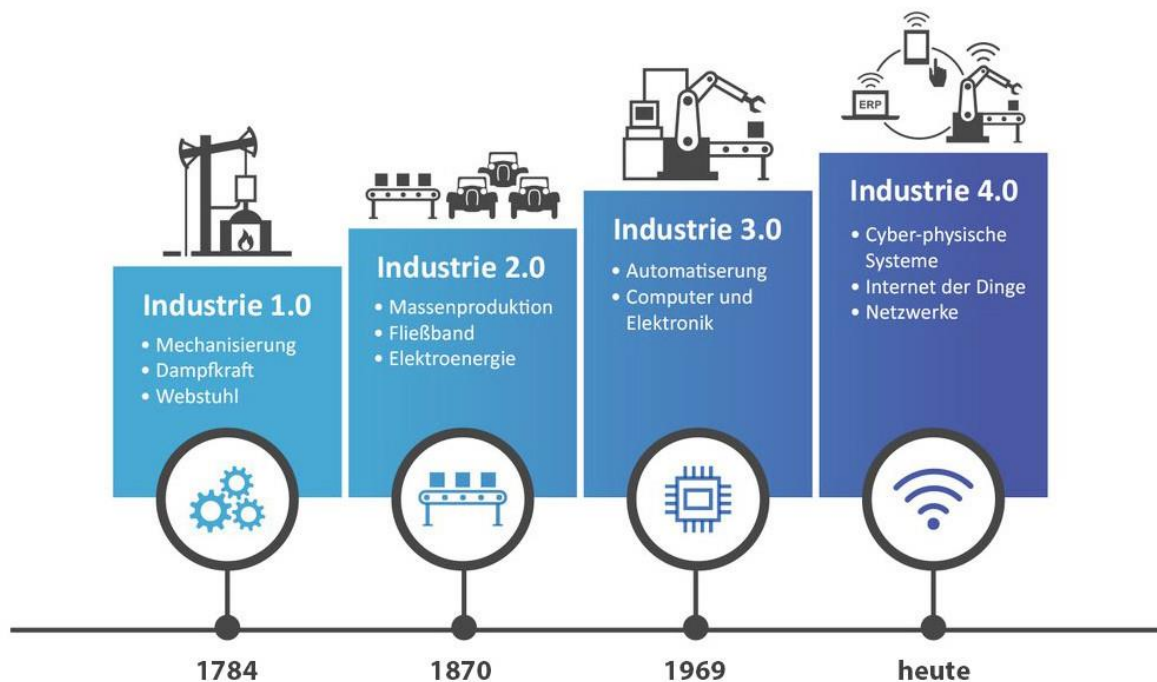 ERP
Industrie 1.0
• Mechanisierung
• Dampfkraft
• Webstuhl
Industrie 2.0
• Massenproduktion
• Fließband
• Elektroenergie
Industrie 3.0
• Automatiserung
• Computer und
Elektronik
Industrie 4.0
• Cyber-physische
Systeme
• Internet der Dinge
• Netzwerke
1784
1870
1969
heute